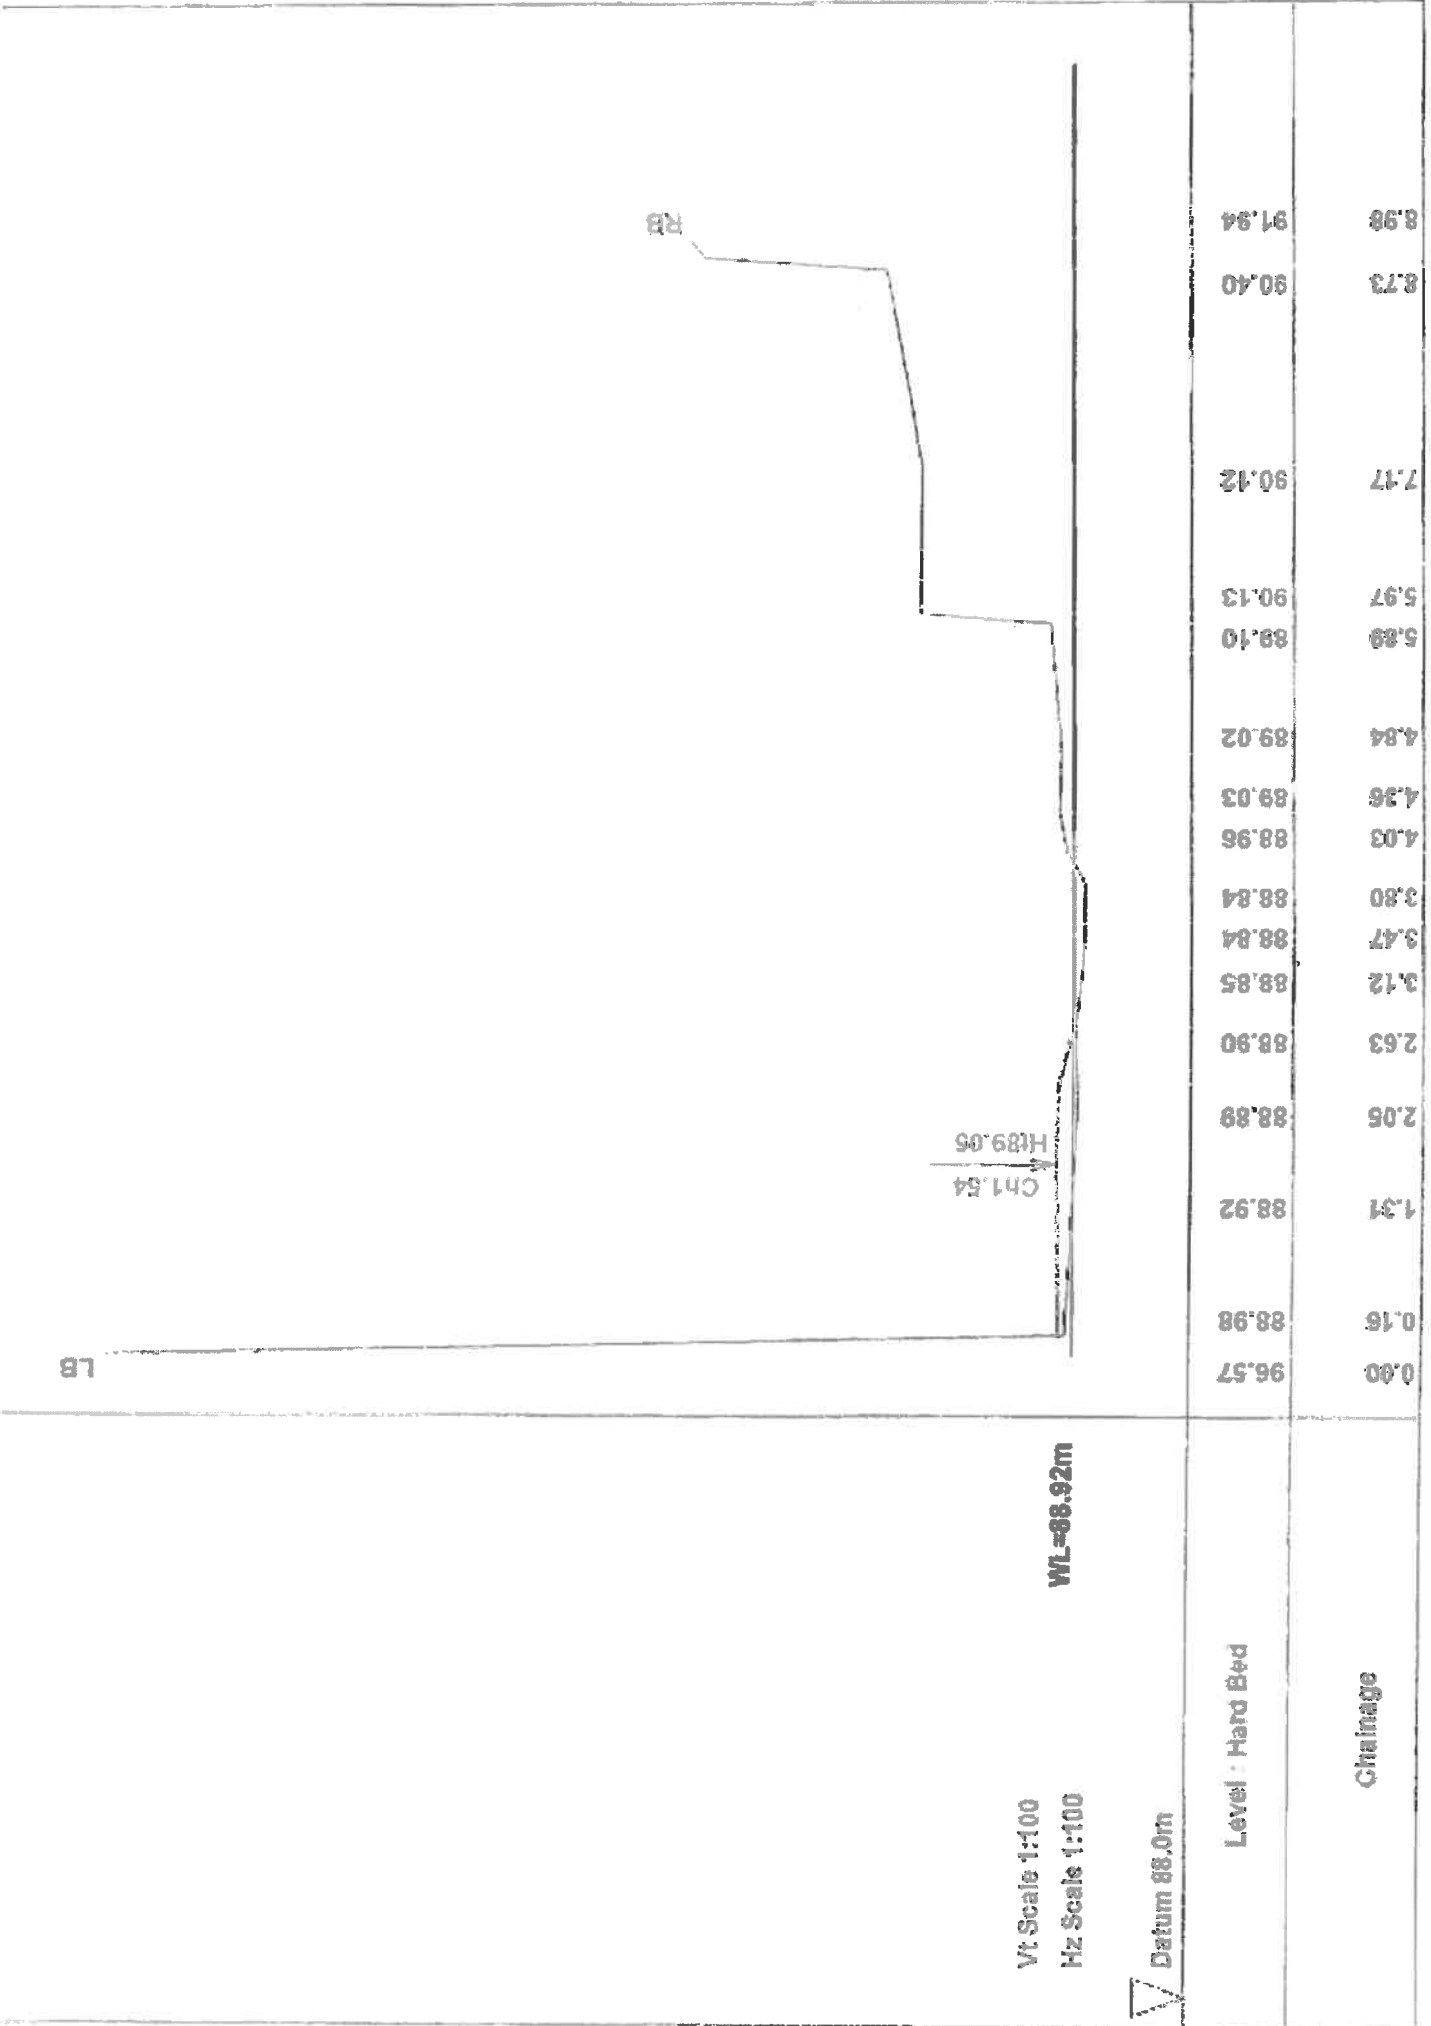 LB
RB
Ch1.54
Ht89.05
WL=88.92m
Vt Scale 1:100
Hz Scale 1:100
Datum 88.0m
Level : Hard Bed
96.57 88.98 88.92 88.89 88.90 88.85 88.84 88.84 88.96 89.03 89.02 89.10 90.13 90.12 90.40 91.84
Chainage
0.00 0.16 1.31 2.05 2.63 3.12 3.47 3.80 4.03 4.36 4.84 5.89 5.97 7.17 8.73 8.98